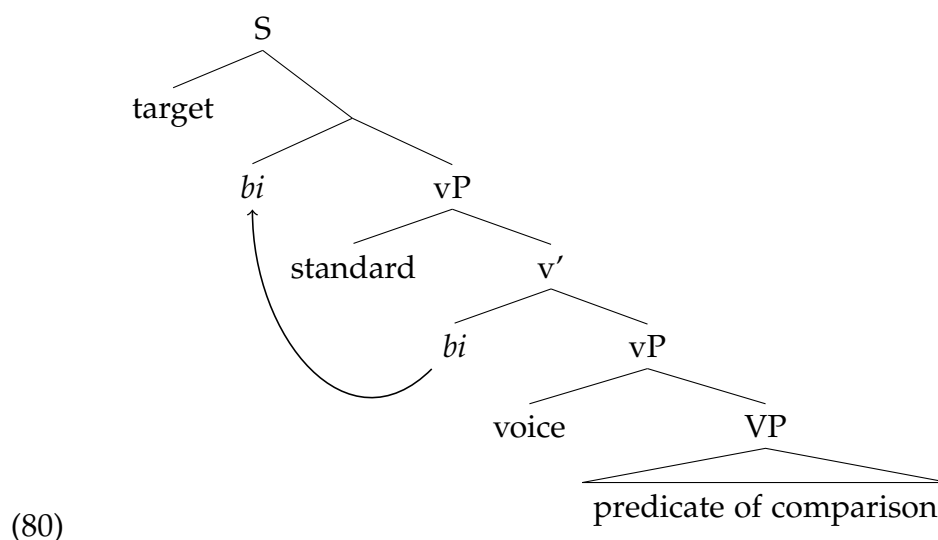 S
target
bi vP
standard v’
bi vP
voice VP
predicate of comparison
(80)